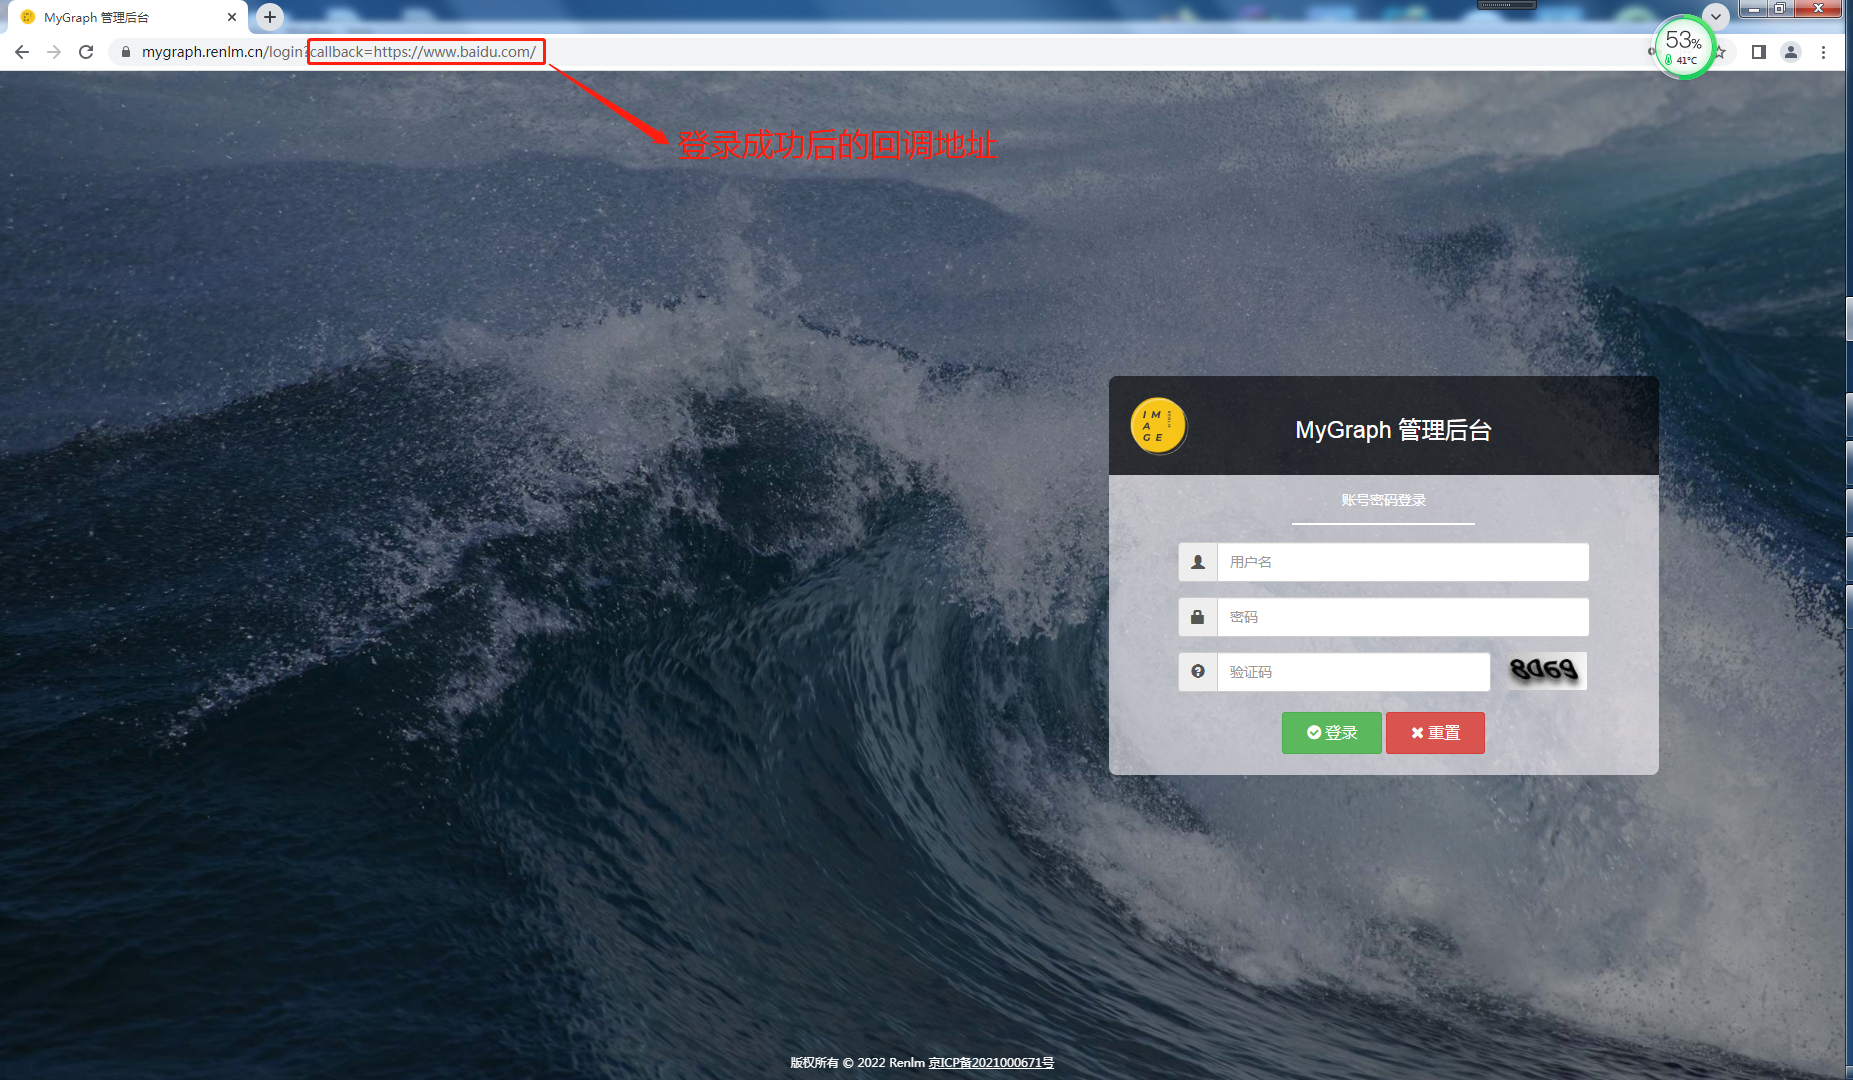 MyGraph 管理后台
mygraph.renlm.cn/login?callback=https://www.baidu.com/
53%
41°C
登录成功后的回调地址
IM
A
GE
MyGraph 管理后台
账号密码登录
用户名
密码
验证码
登录 重置
版权所有 © 2022 Renlm 京ICP备2021000671号